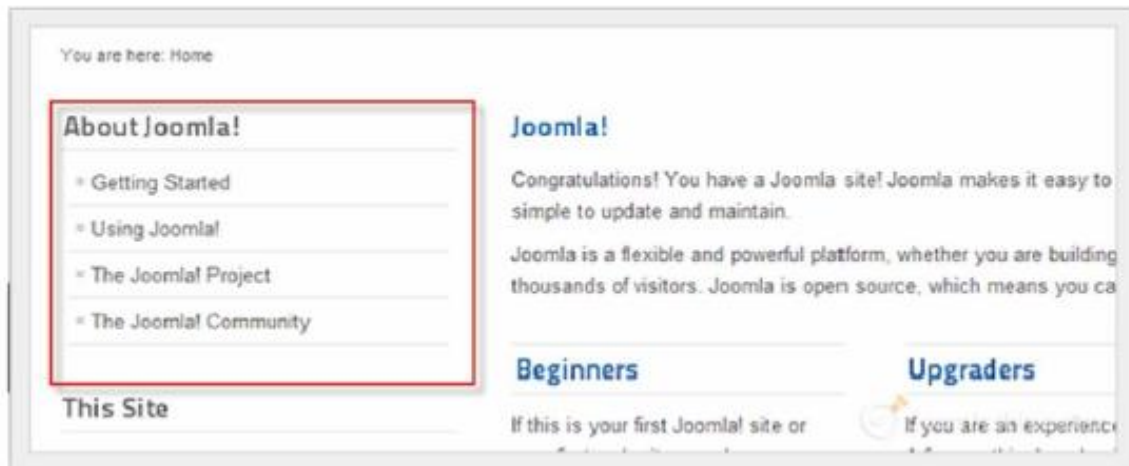 You are here: Home
About Joomla!
Getting Started
Using Joomla!
The Joomla! Project
The Joomla! Community
This Site
Joomla!
Congratulations! You have a Joomla site! Joomla makes it easy to
simple to update and maintain.
Joomla is a flexible and powerful platform, whether you are building
thousands of visitors. Joomla is open source, which means you ca
Beginners
If this is your first Joomla! site or
Upgraders
If you are an experience